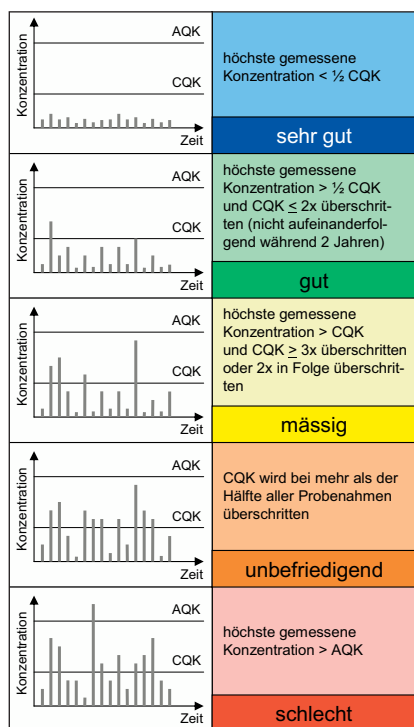 Konzentration
AQK
CQK
Zeit
höchste gemessene
Konzentration < ½ CQK
sehr gut
Konzentration
AQK
CQK
Zeit
höchste gemessene
Konzentration > ½ CQK
und CQK ≤ 2x überschrit-
ten (nicht aufeinanderfol-
gend während 2 Jahren)
gut
Konzentration
AQK
CQK
Zeit
höchste gemessene
Konzentration > CQK
und CQK ≥ 3x überschritten
oder 2x in Folge überschrit-
ten
mässig
Konzentration
AQK
CQK
Zeit
CQK wird bei mehr als der
Hälfte aller Probenahmen
überschritten
unbefriedigend
Konzentration
AQK
CQK
Zeit
höchste gemessene
Konzentration > AQK
schlecht